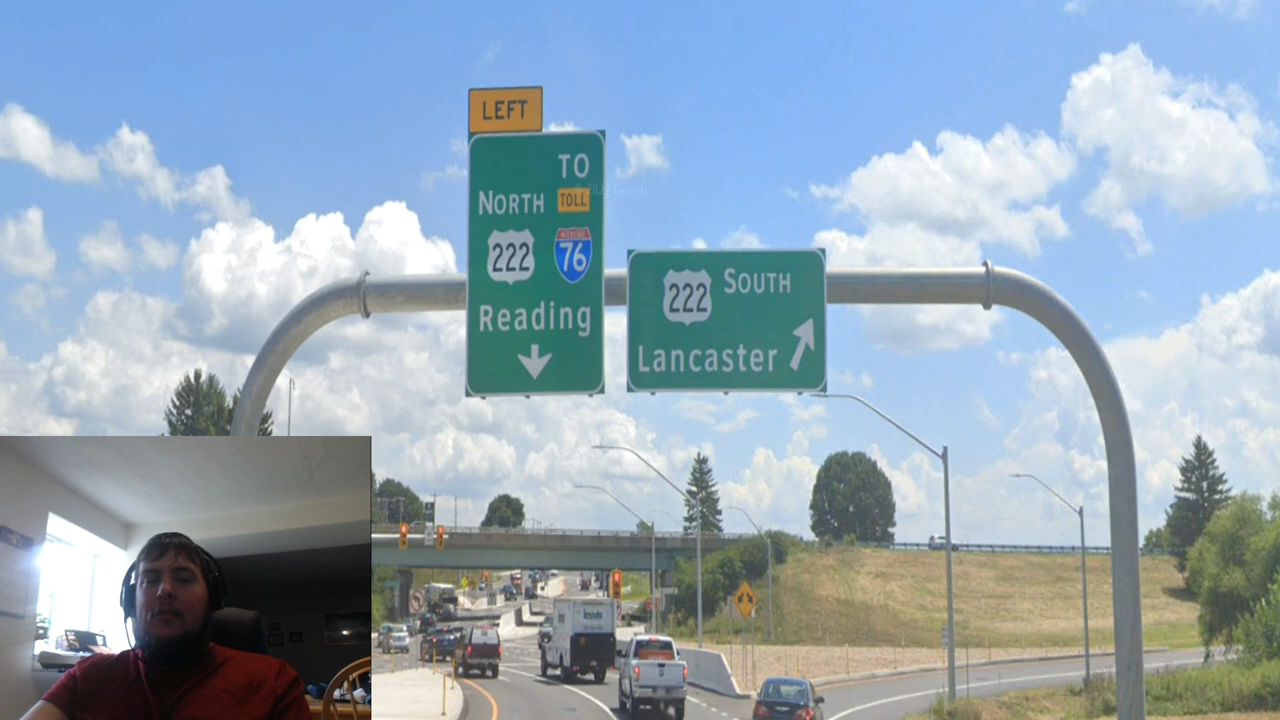 LEFT
TO
NORTH TOLL
222 76
Reading
222 SOUTH
Lancaster